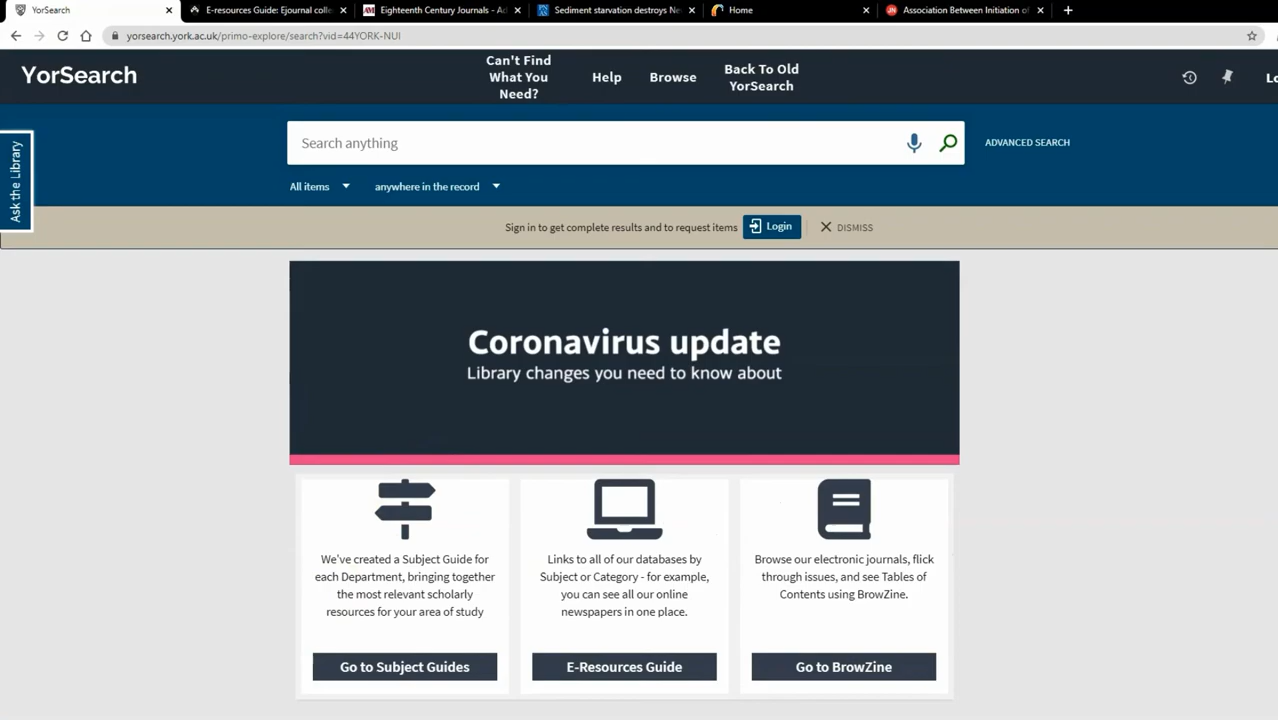 YorSearch
E-resources Guide: Ejournal colle
Eighteenth Century Journals - Ad
Sediment starvation destroys Ne
Home
Association Between Initiation of
yorsearch.york.ac.uk/primo-explore/search?vid=44YORK-NUI
YorSearch
Can't Find
What You
Need?
Help
Browse
Back To Old
YorSearch
Lo
Ask the Library
Search anything
ADVANCED SEARCH
All items
anywhere in the record
Sign in to get complete results and to request items
Login
DISMISS
Coronavirus update
Library changes you need to know about
We've created a Subject Guide for
each Department, bringing together
the most relevant scholarly
resources for your area of study
Go to Subject Guides
Links to all of our databases by
Subject or Category - for example,
you can see all our online
newspapers in one place.
E-Resources Guide
Browse our electronic journals, flick
through issues, and see Tables of
Contents using BrowZine.
Go to BrowZine